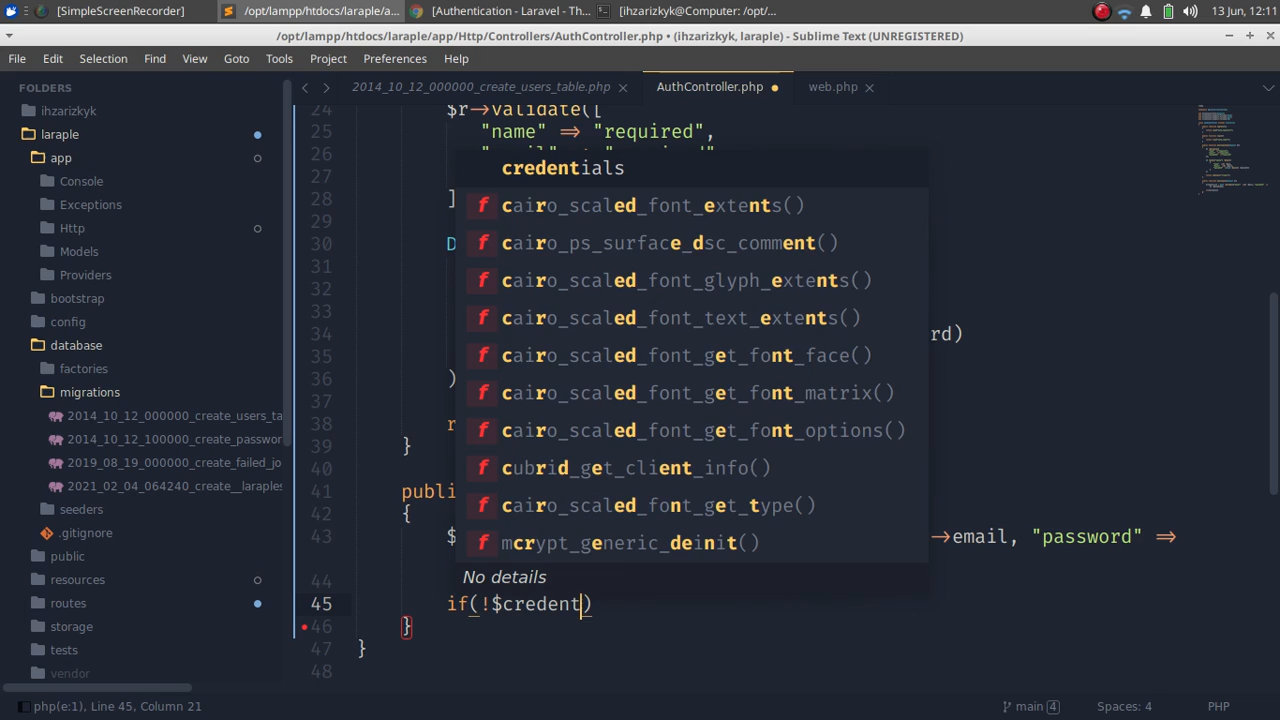 [SimpleScreenRecorder]
/opt/lampp/htdocs/laraple/a...
[Authentication - Laravel - Th...
[ihzarizkyk@Computer: /opt/...
13 Jun, 12:11
/opt/lampp/htdocs/laraple/app/Http/Controllers/AuthController.php • (ihzarizkyk, laraple) - Sublime Text (UNREGISTERED)
File Edit Selection Find View Goto Tools Project Preferences Help
FOLDERS
ihzarizkyk
laraple
app
Console
Exceptions
Http
Models
Providers
bootstrap
config
database
factories
migrations
2014_10_12_000000_create_users_ta
2014_10_12_100000_create_passwor
2019_08_19_000000_create_failed_jo
2021_02_04_064240_create__laraples
seeders
.gitignore
public
resources
routes
storage
tests
vendor
2014_10_12_000000_create_users_table.php
AuthController.php
web.php
24 $r->validate([
25 "name" => "required",
26
27
28 ]
29
30 D
31
32
33
34 rd)
35
36 )
37
38 r
39 }
40
41 publi
42 {
43 $ ->email, "password" =>
44
45 if(!$credent)
46 }
47 }
48
credentials
f cairo_scaled_font_extents()
f cairo_ps_surface_dsc_comment()
f cairo_scaled_font_glyph_extents()
f cairo_scaled_font_text_extents()
f cairo_scaled_font_get_font_face()
f cairo_scaled_font_get_font_matrix()
f cairo_scaled_font_get_font_options()
f cubrid_get_client_info()
f cairo_scaled_font_get_type()
f mcrypt_generic_deinit()
No details
php(e:1), Line 45, Column 21
main 4
Spaces: 4
PHP